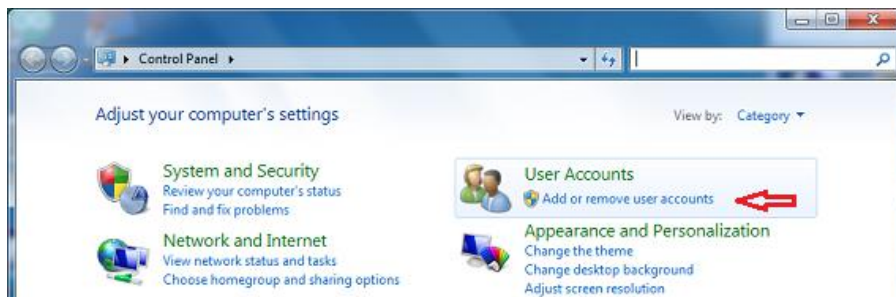 Control Panel
Adjust your computer's settings
View by: Category
System and Security
Review your computer's status
Find and fix problems
Network and Internet
View network status and tasks
Choose homegroup and sharing options
User Accounts
Add or remove user accounts
Appearance and Personalization
Change the theme
Change desktop background
Adjust screen resolution